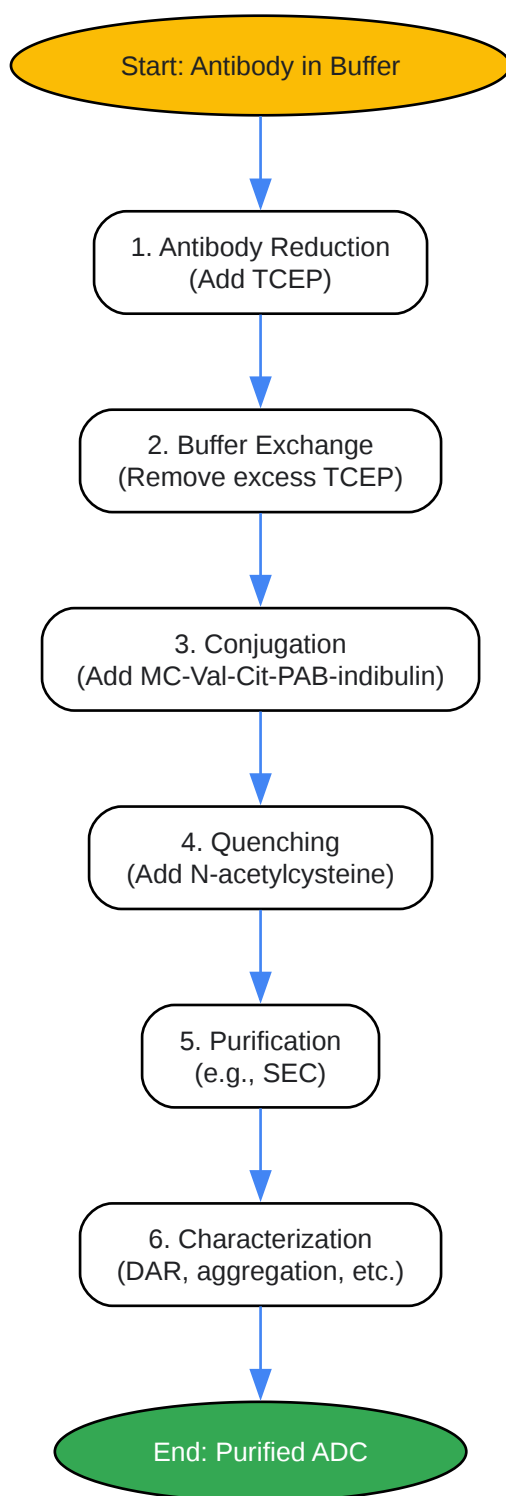 Start: Antibody in Buffer
1. Antibody Reduction
(Add TCEP)
2. Buffer Exchange
(Remove excess TCEP)
3. Conjugation
(Add MC-Val-Cit-PAB-indibulin)
4. Quenching
(Add N-acetylcysteine)
5. Purification
(e.g., SEC)
6. Characterization
(DAR, aggregation, etc.)
End: Purified ADC